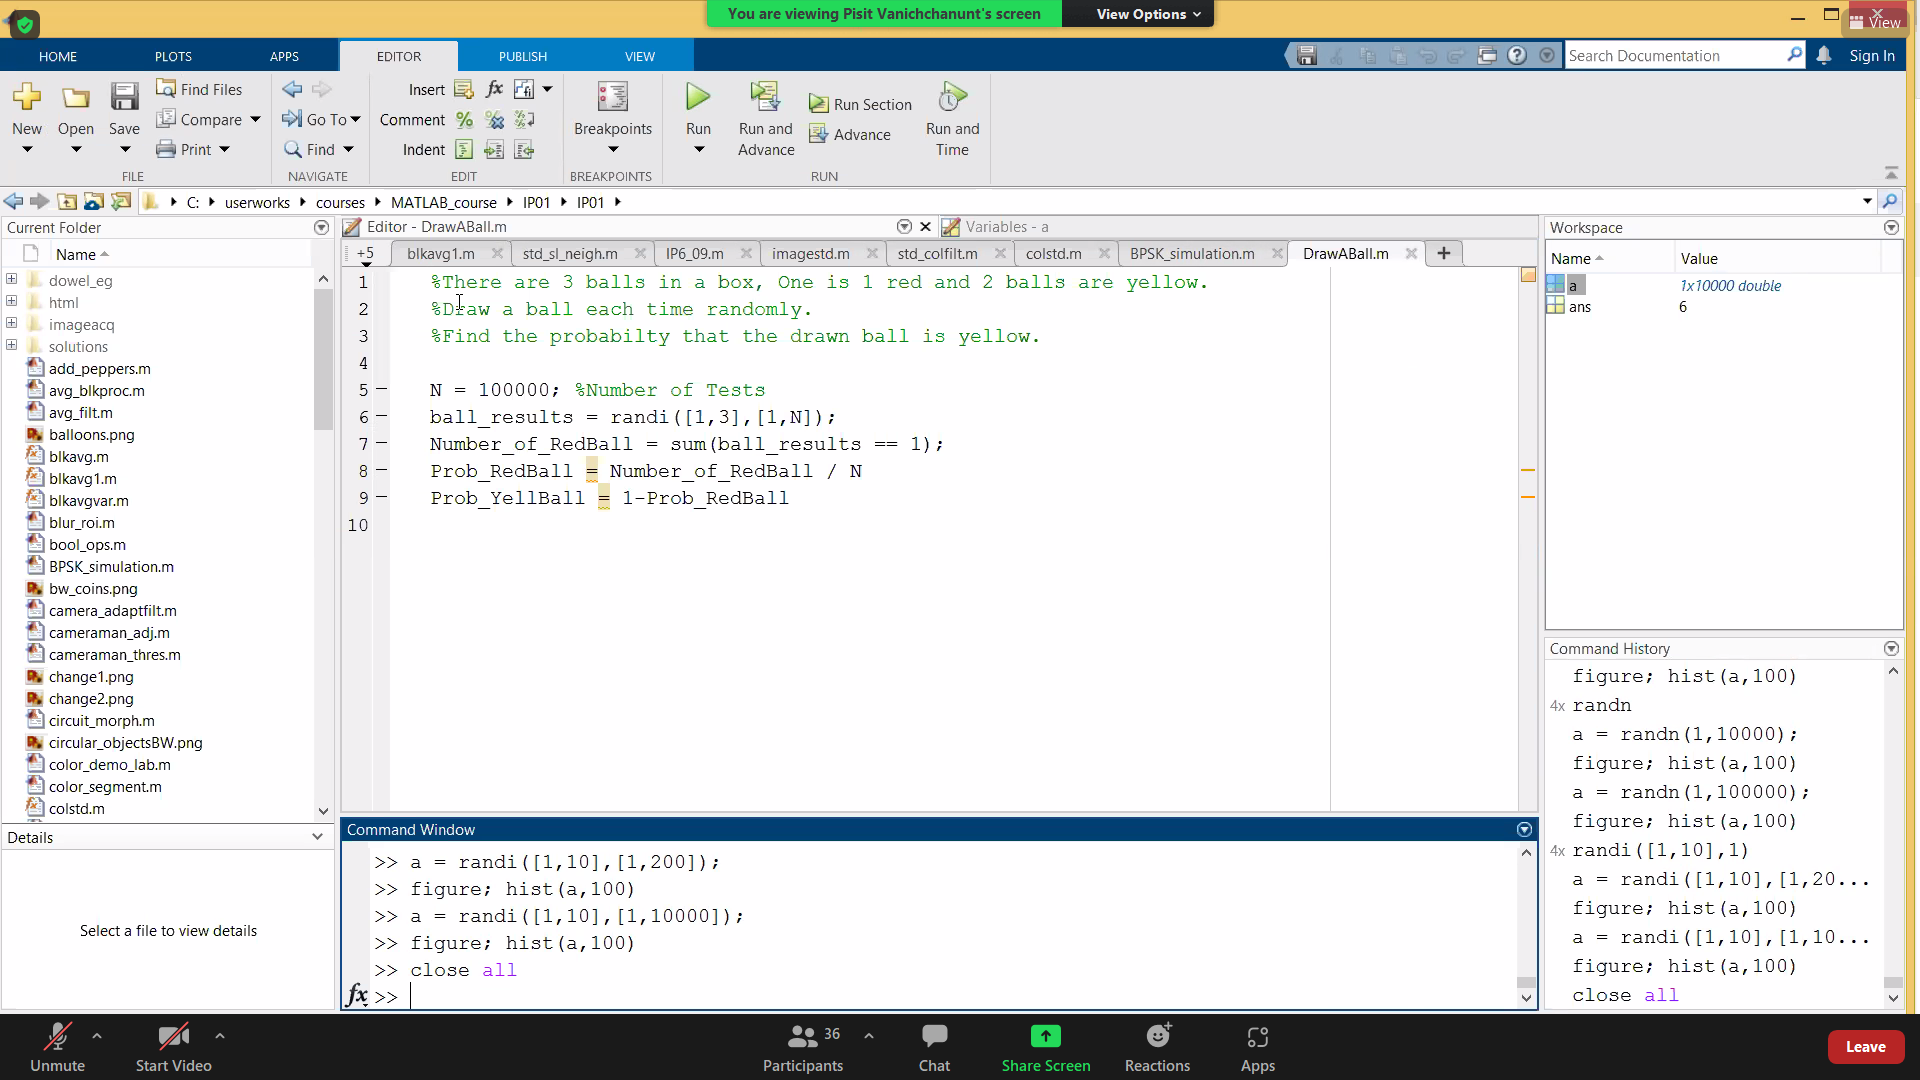 You are viewing Pisit Vanichchanunt's screen
View Options
View
HOME
PLOTS
APPS
EDITOR
PUBLISH
VIEW
Search Documentation
Sign In
New
Open
Save
Find Files
Compare
Print
Go To
Find
Insert
Comment
Indent
fx
Breakpoints
Run
Run and Advance
Run Section
Advance
Run and Time
FILE
NAVIGATE
EDIT
BREAKPOINTS
RUN
C:
userworks
courses
MATLAB_course
IP01
IP01
Current Folder
Name
dowel_eg
html
imageacq
solutions
add_peppers.m
avg_blkproc.m
avg_filt.m
balloons.png
blkavg.m
blkavg1.m
blkavgvar.m
blur_roi.m
bool_ops.m
BPSK_simulation.m
bw_coins.png
camera_adaptfilt.m
cameraman_adj.m
cameraman_thres.m
change1.png
change2.png
circuit_morph.m
circular_objectsBW.png
color_demo_lab.m
color_segment.m
colstd.m
Details
Select a file to view details
Editor - DrawABall.m
Variables - a
+5
blkavg1.m
std_sl_neigh.m
IP6_09.m
imagestd.m
std_colfilt.m
colstd.m
BPSK_simulation.m
DrawABall.m
1 %There are 3 balls in a box, One is 1 red and 2 balls are yellow.
2 %Draw a ball each time randomly.
3 %Find the probabilty that the drawn ball is yellow.
4
5 – N = 100000; %Number of Tests
6 – ball_results = randi([1,3],[1,N]);
7 – Number_of_RedBall = sum(ball_results == 1);
8 – Prob_RedBall = Number_of_RedBall / N
9 – Prob_YellBall = 1-Prob_RedBall
10
Command Window
>> a = randi([1,10],[1,200]);
>> figure; hist(a,100)
>> a = randi([1,10],[1,10000]);
>> figure; hist(a,100)
>> close all
fx >>
Workspace
Name
Value
a
1x10000 double
ans
6
Command History
figure; hist(a,100)
4x randn
a = randn(1,10000);
figure; hist(a,100)
a = randn(1,100000);
figure; hist(a,100)
4x randi([1,10],1)
a = randi([1,10],[1,20...
figure; hist(a,100)
a = randi([1,10],[1,10...
figure; hist(a,100)
close all
Unmute
Start Video
Participants
36
Chat
Share Screen
Reactions
Apps
Leave